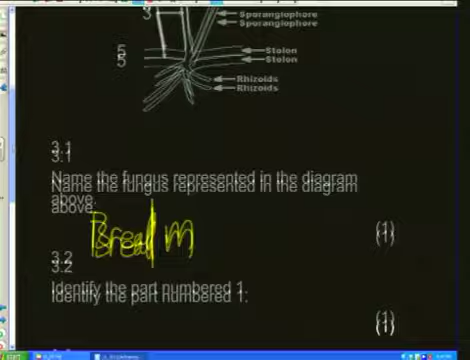 3
Sporangiophore
Sporangiophore
5
Stolon
5
Stolon
Rhizoids
Rhizoids
3.1
3.1
Name the fungus represented in the diagram
Name the fungus represented in the diagram
above.
above.
Bread m
(1)
(1)
3.2
3.2
Identify the part numbered 1.
Identify the part numbered 1.
(1)
(1)